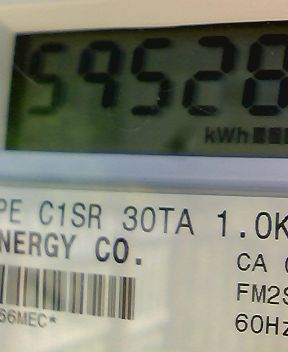 59528
kWh
PE C1SR 30TA 1.0K
NERGY CO.
CA
FM2S
66MEC*
60Hz